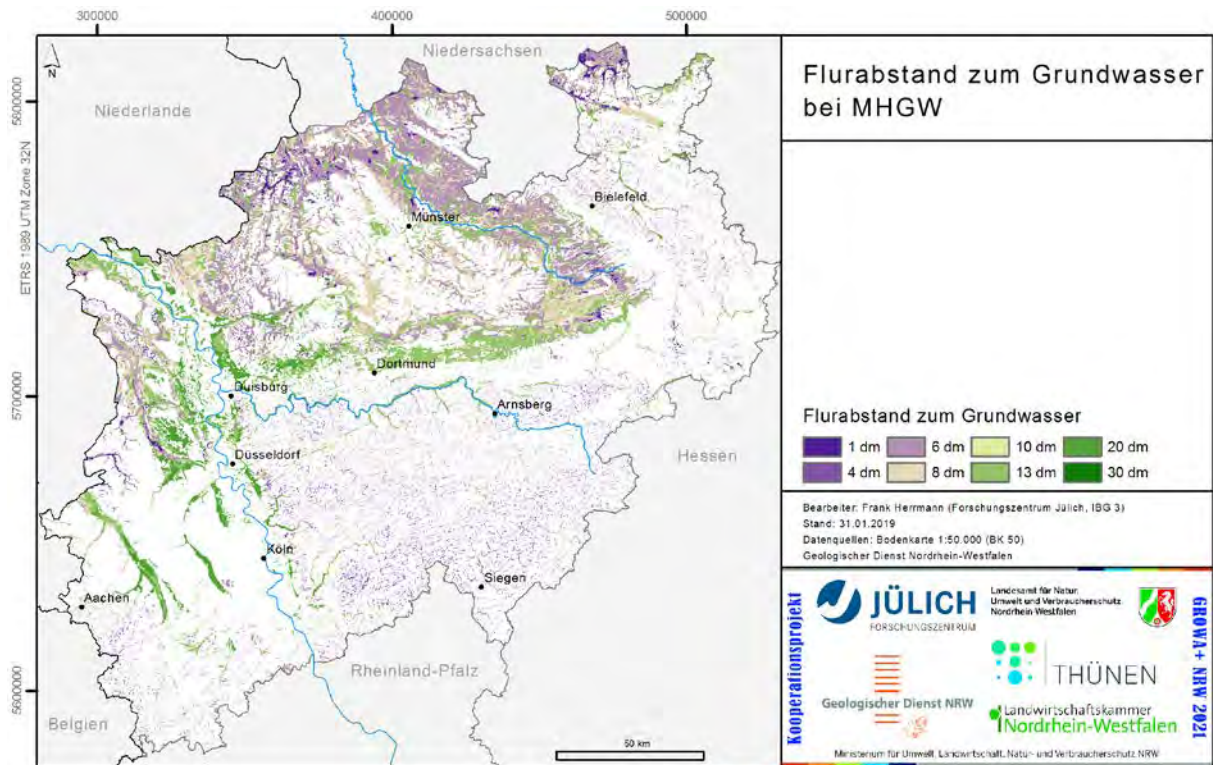 300000
400000
500000
Niedersachsen
Niederlande
N
5800000
5700000
5600000
ETRS 1989 UTM Zone 32N
Bielefeld
Münster
Dortmund
Duisburg
Arnsberg
Düsseldorf
Hessen
Köln
Siegen
Aachen
Rheinland-Pfalz
Belgien
50 km
Flurabstand zum Grundwasser
bei MHGW
Flurabstand zum Grundwasser
1 dm 6 dm 10 dm 20 dm
4 dm 8 dm 13 dm 30 dm
Bearbeiter: Frank Herrmann (Forschungszentrum Jülich, IBG 3)
Stand: 31.01.2019
Datenquellen: Bodenkarte 1:50.000 (BK 50)
Geologischer Dienst Nordrhein-Westfalen
Kooperationsprojekt
JÜLICH
FORSCHUNGSZENTRUM
Landesamt für Natur,
Umwelt und Verbraucherschutz
Nordrhein-Westfalen
THÜNEN
Geologischer Dienst NRW
Landwirtschaftskammer
Nordrhein-Westfalen
GROWA+ NRW 2021
Ministerium für Umwelt, Landwirtschaft, Natur- und Verbraucherschutz NRW